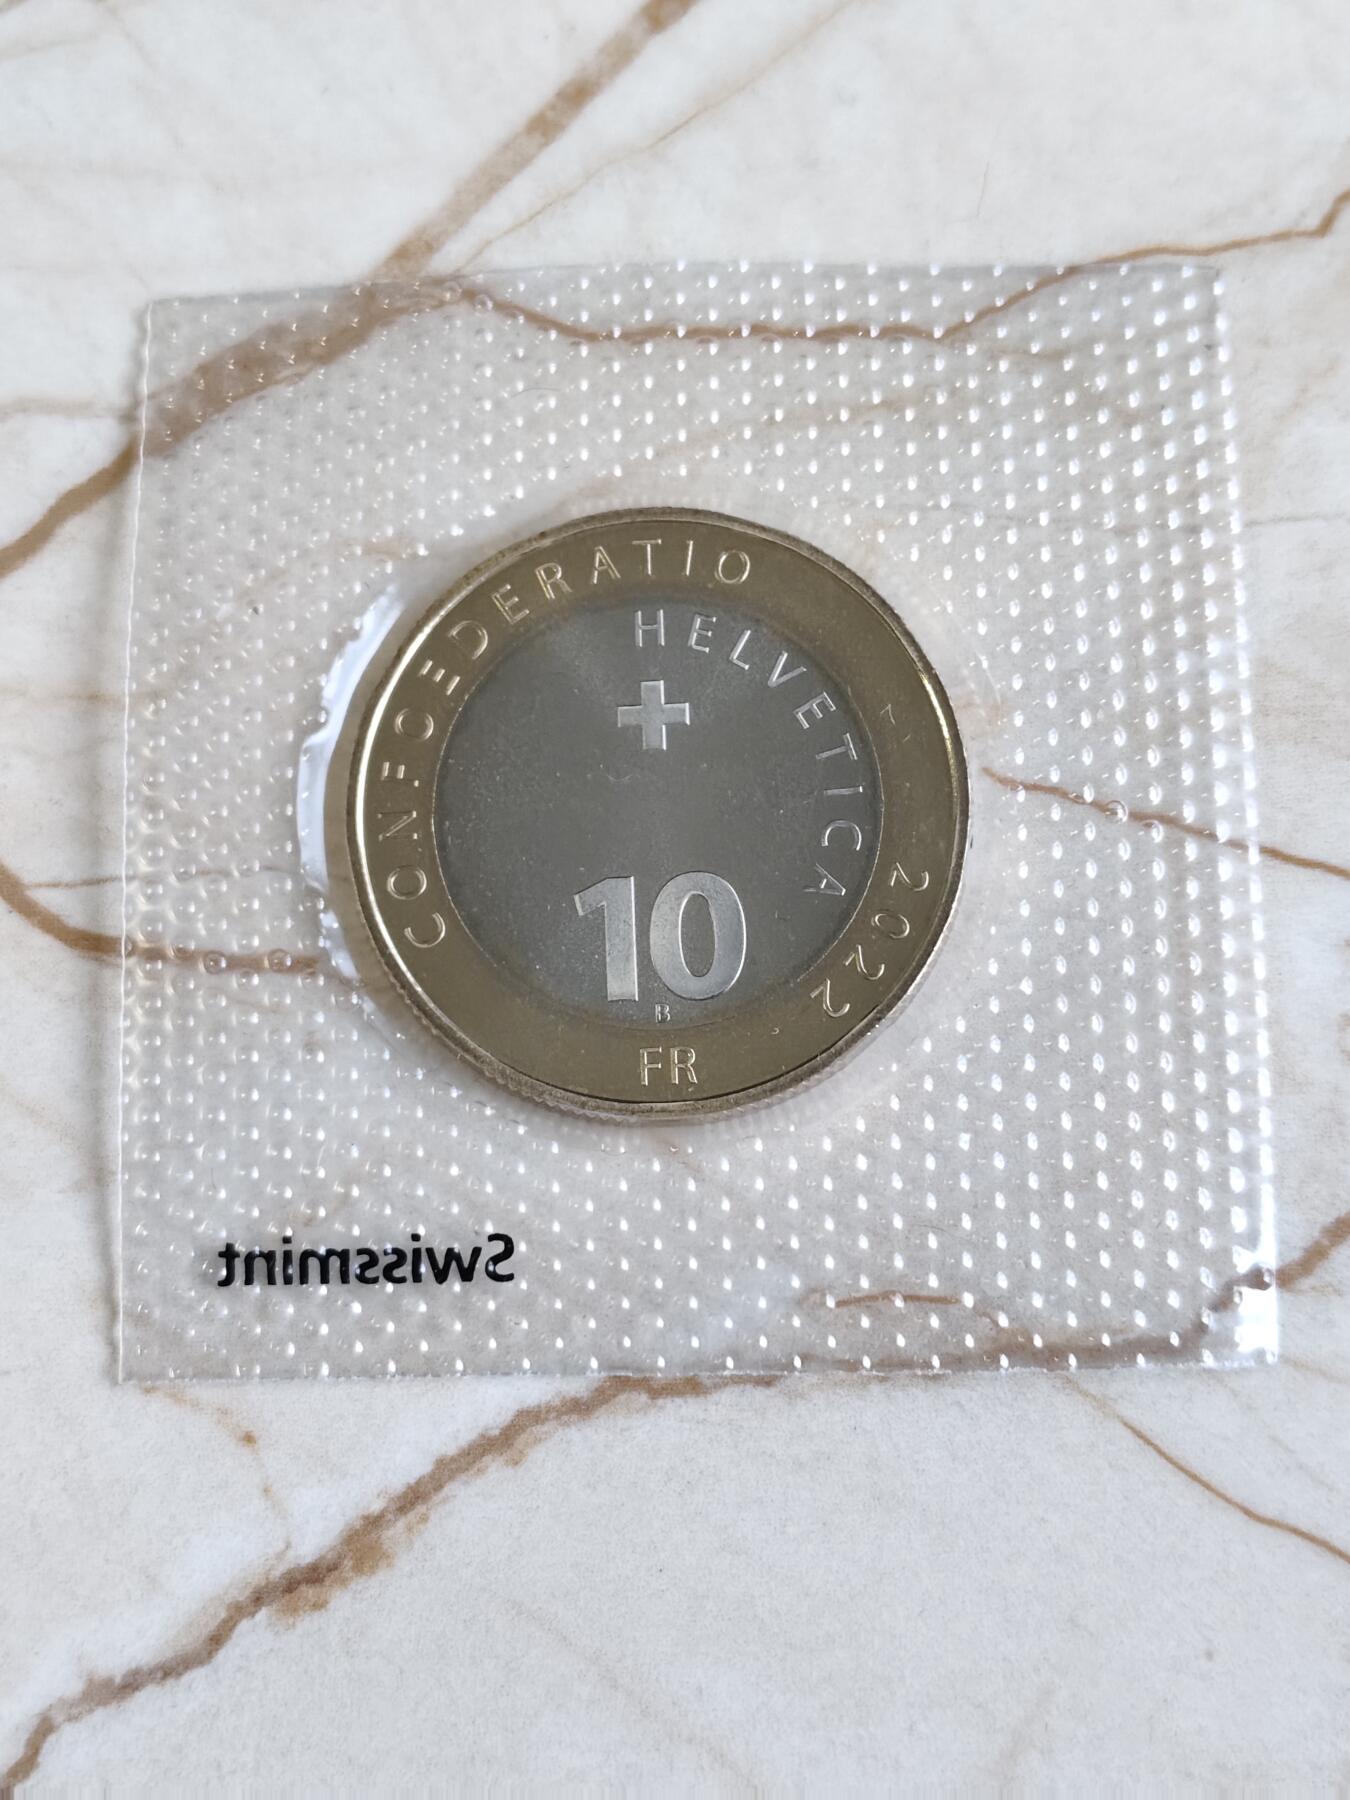 CONFOEDERATIO
HELVETICA
2022
10
B
FR
Swissmint